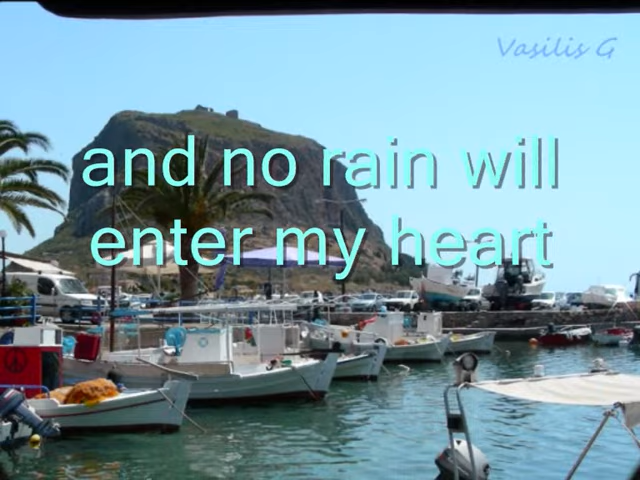 Vasilis G
and no rain will
enter my heart